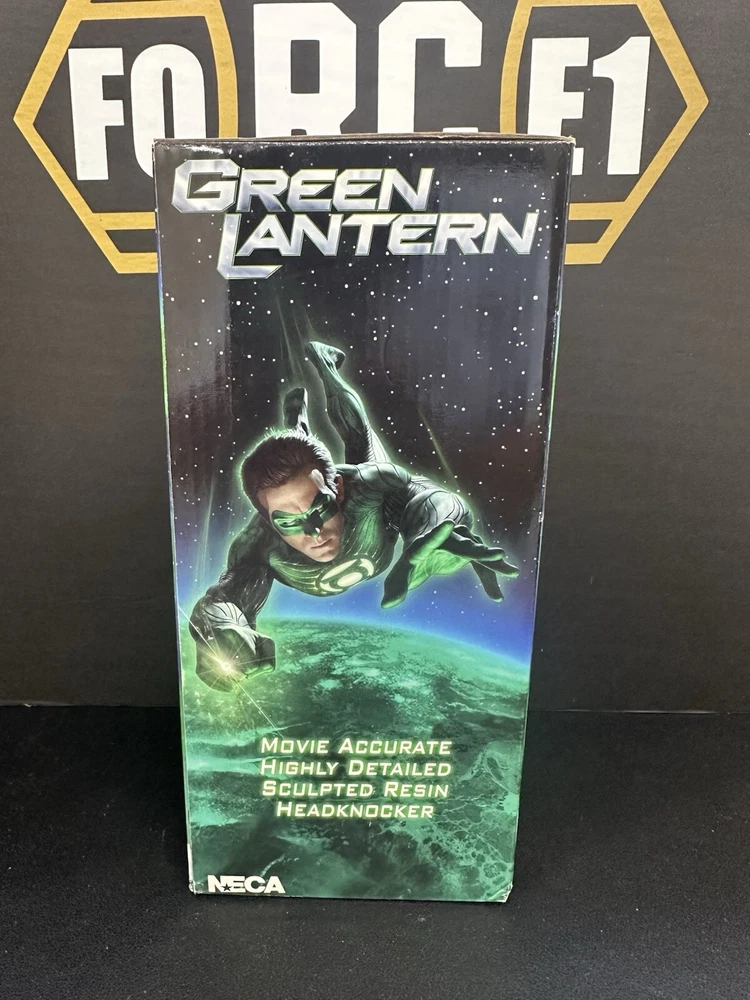 FORCE1
GREEN
LANTERN
MOVIE ACCURATE
HIGHLY DETAILED
SCULPTED RESIN
HEADKNOCKER
NECA